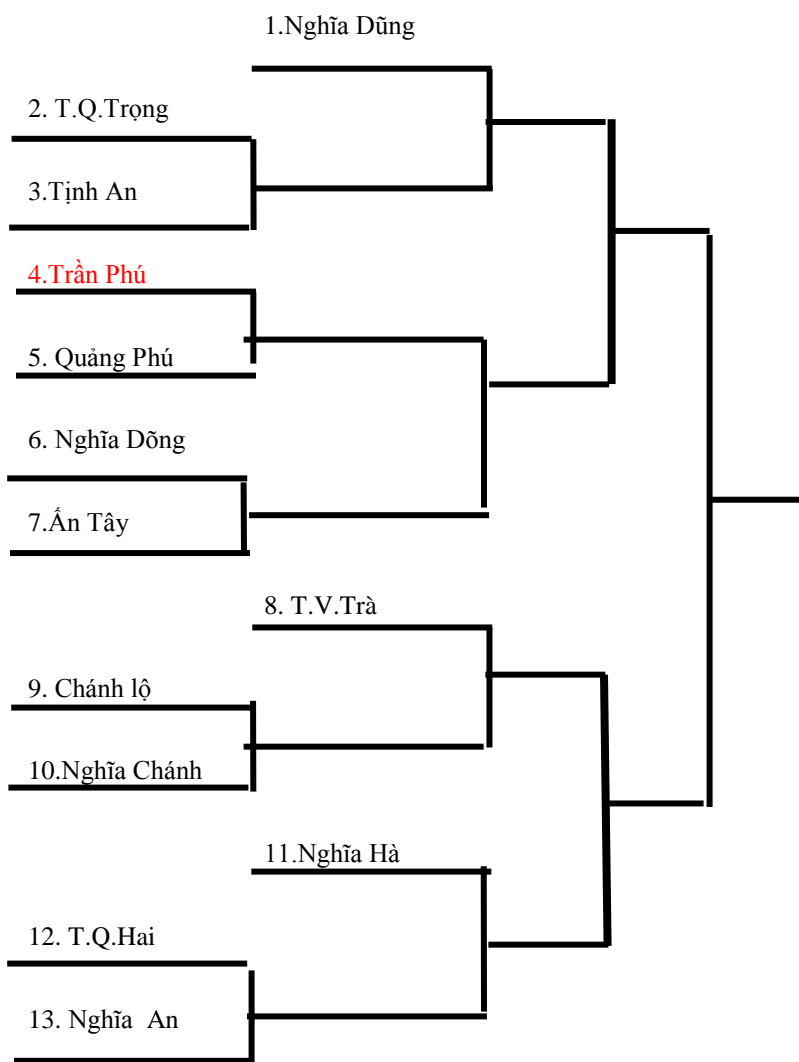 1.Nghĩa Dũng
2. T.Q.Trọng
3.Tịnh An
4.Trần Phú
5. Quảng Phú
6. Nghĩa Dõng
7.Ấn Tây
8. T.V.Trà
9. Chánh lộ
10.Nghĩa Chánh
11.Nghĩa Hà
12. T.Q.Hai
13. Nghĩa An